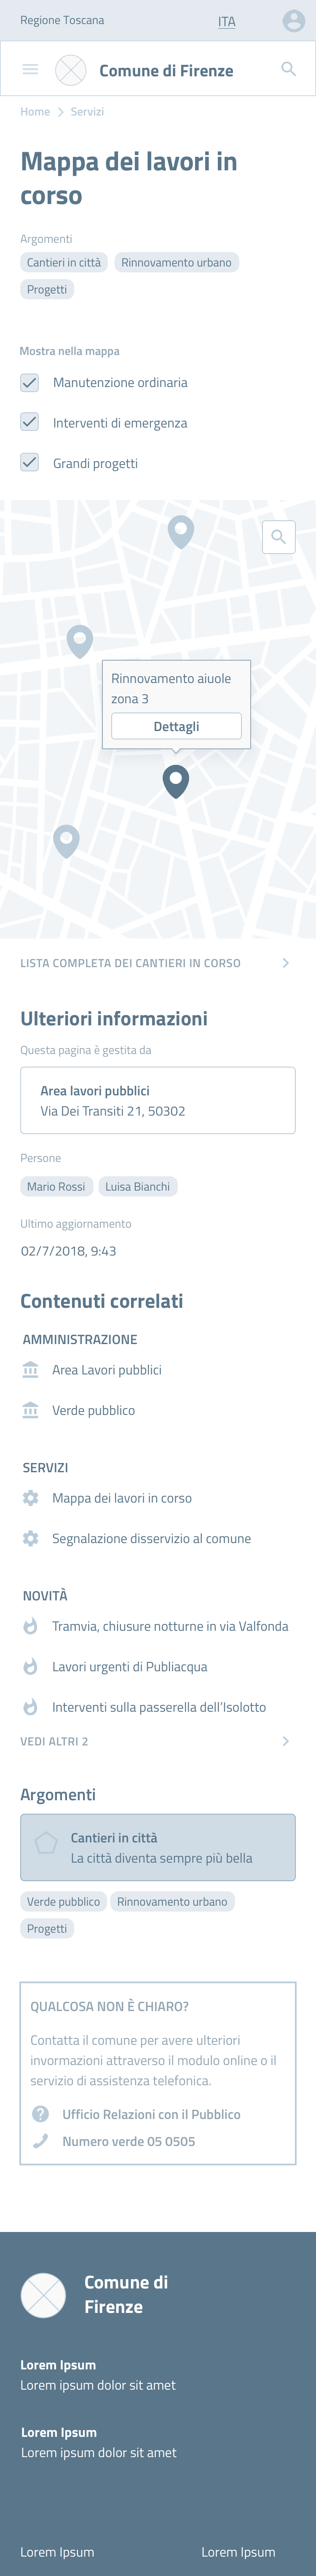 Regione Toscana
ITA
Comune di Firenze
Home
Servizi
Mappa dei lavori in
corso
Argomenti
Cantieri in città
Rinnovamento urbano
Progetti
Mostra nella mappa
Manutenzione ordinaria
Interventi di emergenza
Grandi progetti
Rinnovamento aiuole
zona 3
Dettagli
LISTA COMPLETA DEI CANTIERI IN CORSO
Ulteriori informazioni
Questa pagina è gestita da
Area lavori pubblici
Via Dei Transiti 21, 50302
Persone
Mario Rossi
Luisa Bianchi
Ultimo aggiornamento
02/7/2018, 9:43
Contenuti correlati
AMMINISTRAZIONE
Area Lavori pubblici
Verde pubblico
SERVIZI
Mappa dei lavori in corso
Segnalazione disservizio al comune
NOVITÀ
Tramvia, chiusure notturne in via Valfonda
Lavori urgenti di Publiacqua
Interventi sulla passerella dell'Isolotto
VEDI ALTRI 2
Argomenti
Cantieri in città
La città diventa sempre più bella
Verde pubblico
Rinnovamento urbano
Progetti
QUALCOSA NON È CHIARO?
Contatta il comune per avere ulteriori
invormazioni attraverso il modulo online o il
servizio di assistenza telefonica.
Ufficio Relazioni con il Pubblico
Numero verde 05 0505
Comune di
Firenze
Lorem Ipsum
Lorem ipsum dolor sit amet
Lorem Ipsum
Lorem ipsum dolor sit amet
Lorem Ipsum
Lorem Ipsum